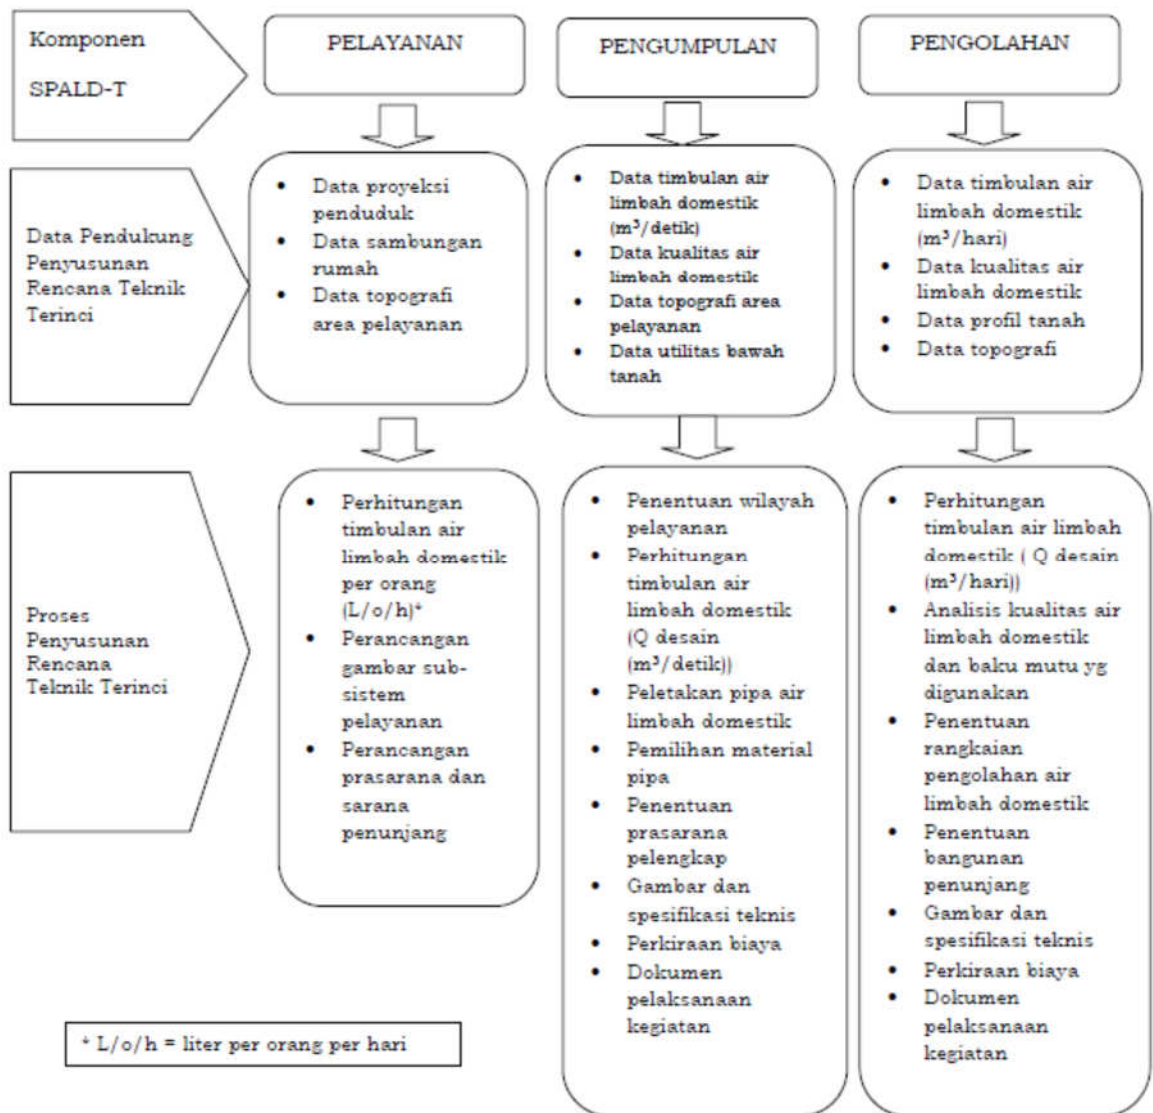 Komponen
SPALD-T
PELAYANAN
PENGUMPULAN
PENGOLAHAN
Data Pendukung
Penyusunan
Rencana Teknik
Terinci
• Data proyeksi
penduduk
• Data sambungan
rumah
• Data topografi
area pelayanan
• Data timbulan air
limbah domestik
(m³/detik)
• Data kualitas air
limbah domestik
• Data topografi area
pelayanan
• Data utilitas bawah
tanah
• Data timbulan air
limbah domestik
(m³/hari)
• Data kualitas air
limbah domestik
• Data profil tanah
• Data topografi
Proses
Penyusunan
Rencana
Teknik Terinci
• Perhitungan
timbulan air
limbah domestik
per orang
(L/o/h)*
• Perancangan
gambar sub-
sistem
pelayanan
• Perancangan
prasarana dan
sarana
penunjang
• Penentuan wilayah
pelayanan
• Perhitungan
timbulan air
limbah domestik
(Q desain
(m³/detik))
• Peletakan pipa air
limbah domestik
• Pemilihan material
pipa
• Penentuan
prasarana
pelengkap
• Gambar dan
spesifikasi teknis
• Perkiraan biaya
• Dokumen
pelaksanaan
kegiatan
• Perhitungan
timbulan air limbah
domestik ( Q desain
(m³/hari))
• Analisis kualitas air
limbah domestik
dan baku mutu yg
digunakan
• Penentuan
rangkaian
pengolahan air
limbah domestik
• Penentuan
bangunan
penunjang
• Gambar dan
spesifikasi teknis
• Perkiraan biaya
• Dokumen
pelaksanaan
kegiatan
* L/o/h = liter per orang per hari